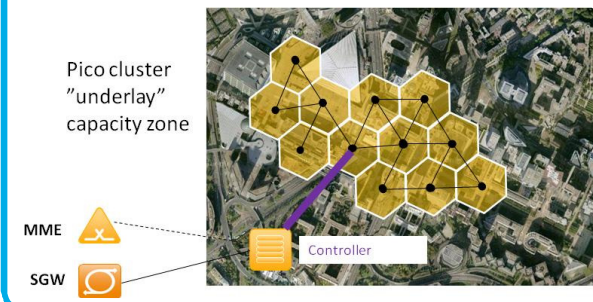 Pico cluster
”underlay”
capacity zone
MME
SGW
Controller